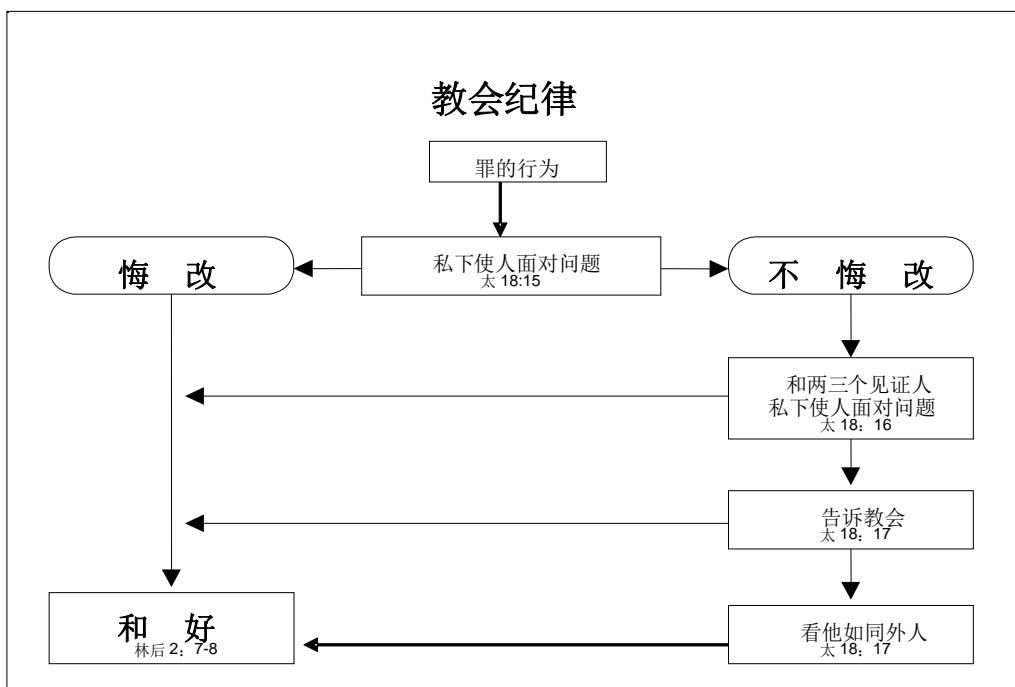 教会纪律
罪的行为
私下使人面对问题
太 18:15
悔 改
不 悔 改
和两三个见证人
私下使人面对问题
太 18：16
告诉教会
太 18：17
和 好
林后 2：7-8
看他如同外人
太 18：17